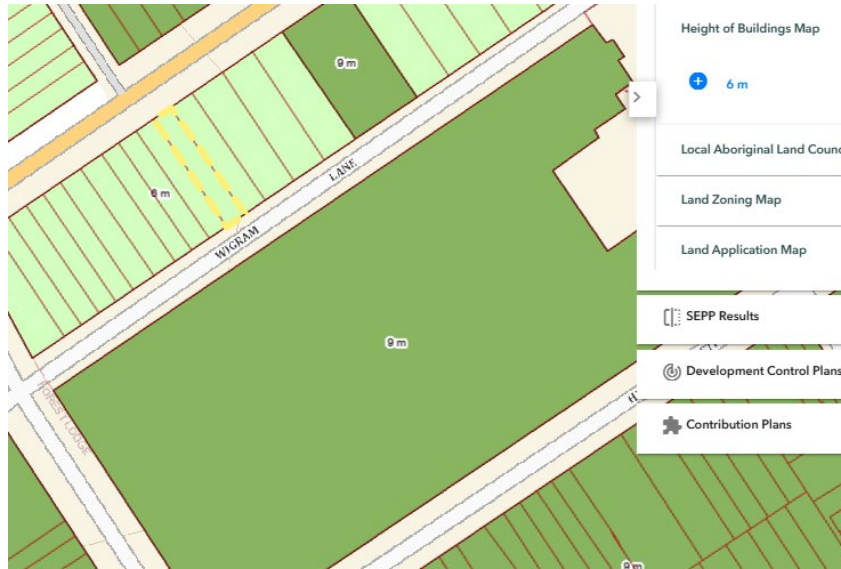 9 m
LANE
6 m
WIGRAM
9 m
FOREST LODGE
9 m
Height of Buildings Map
6 m
Local Aboriginal Land Counc
Land Zoning Map
Land Application Map
SEPP Results
Development Control Plans
Contribution Plans